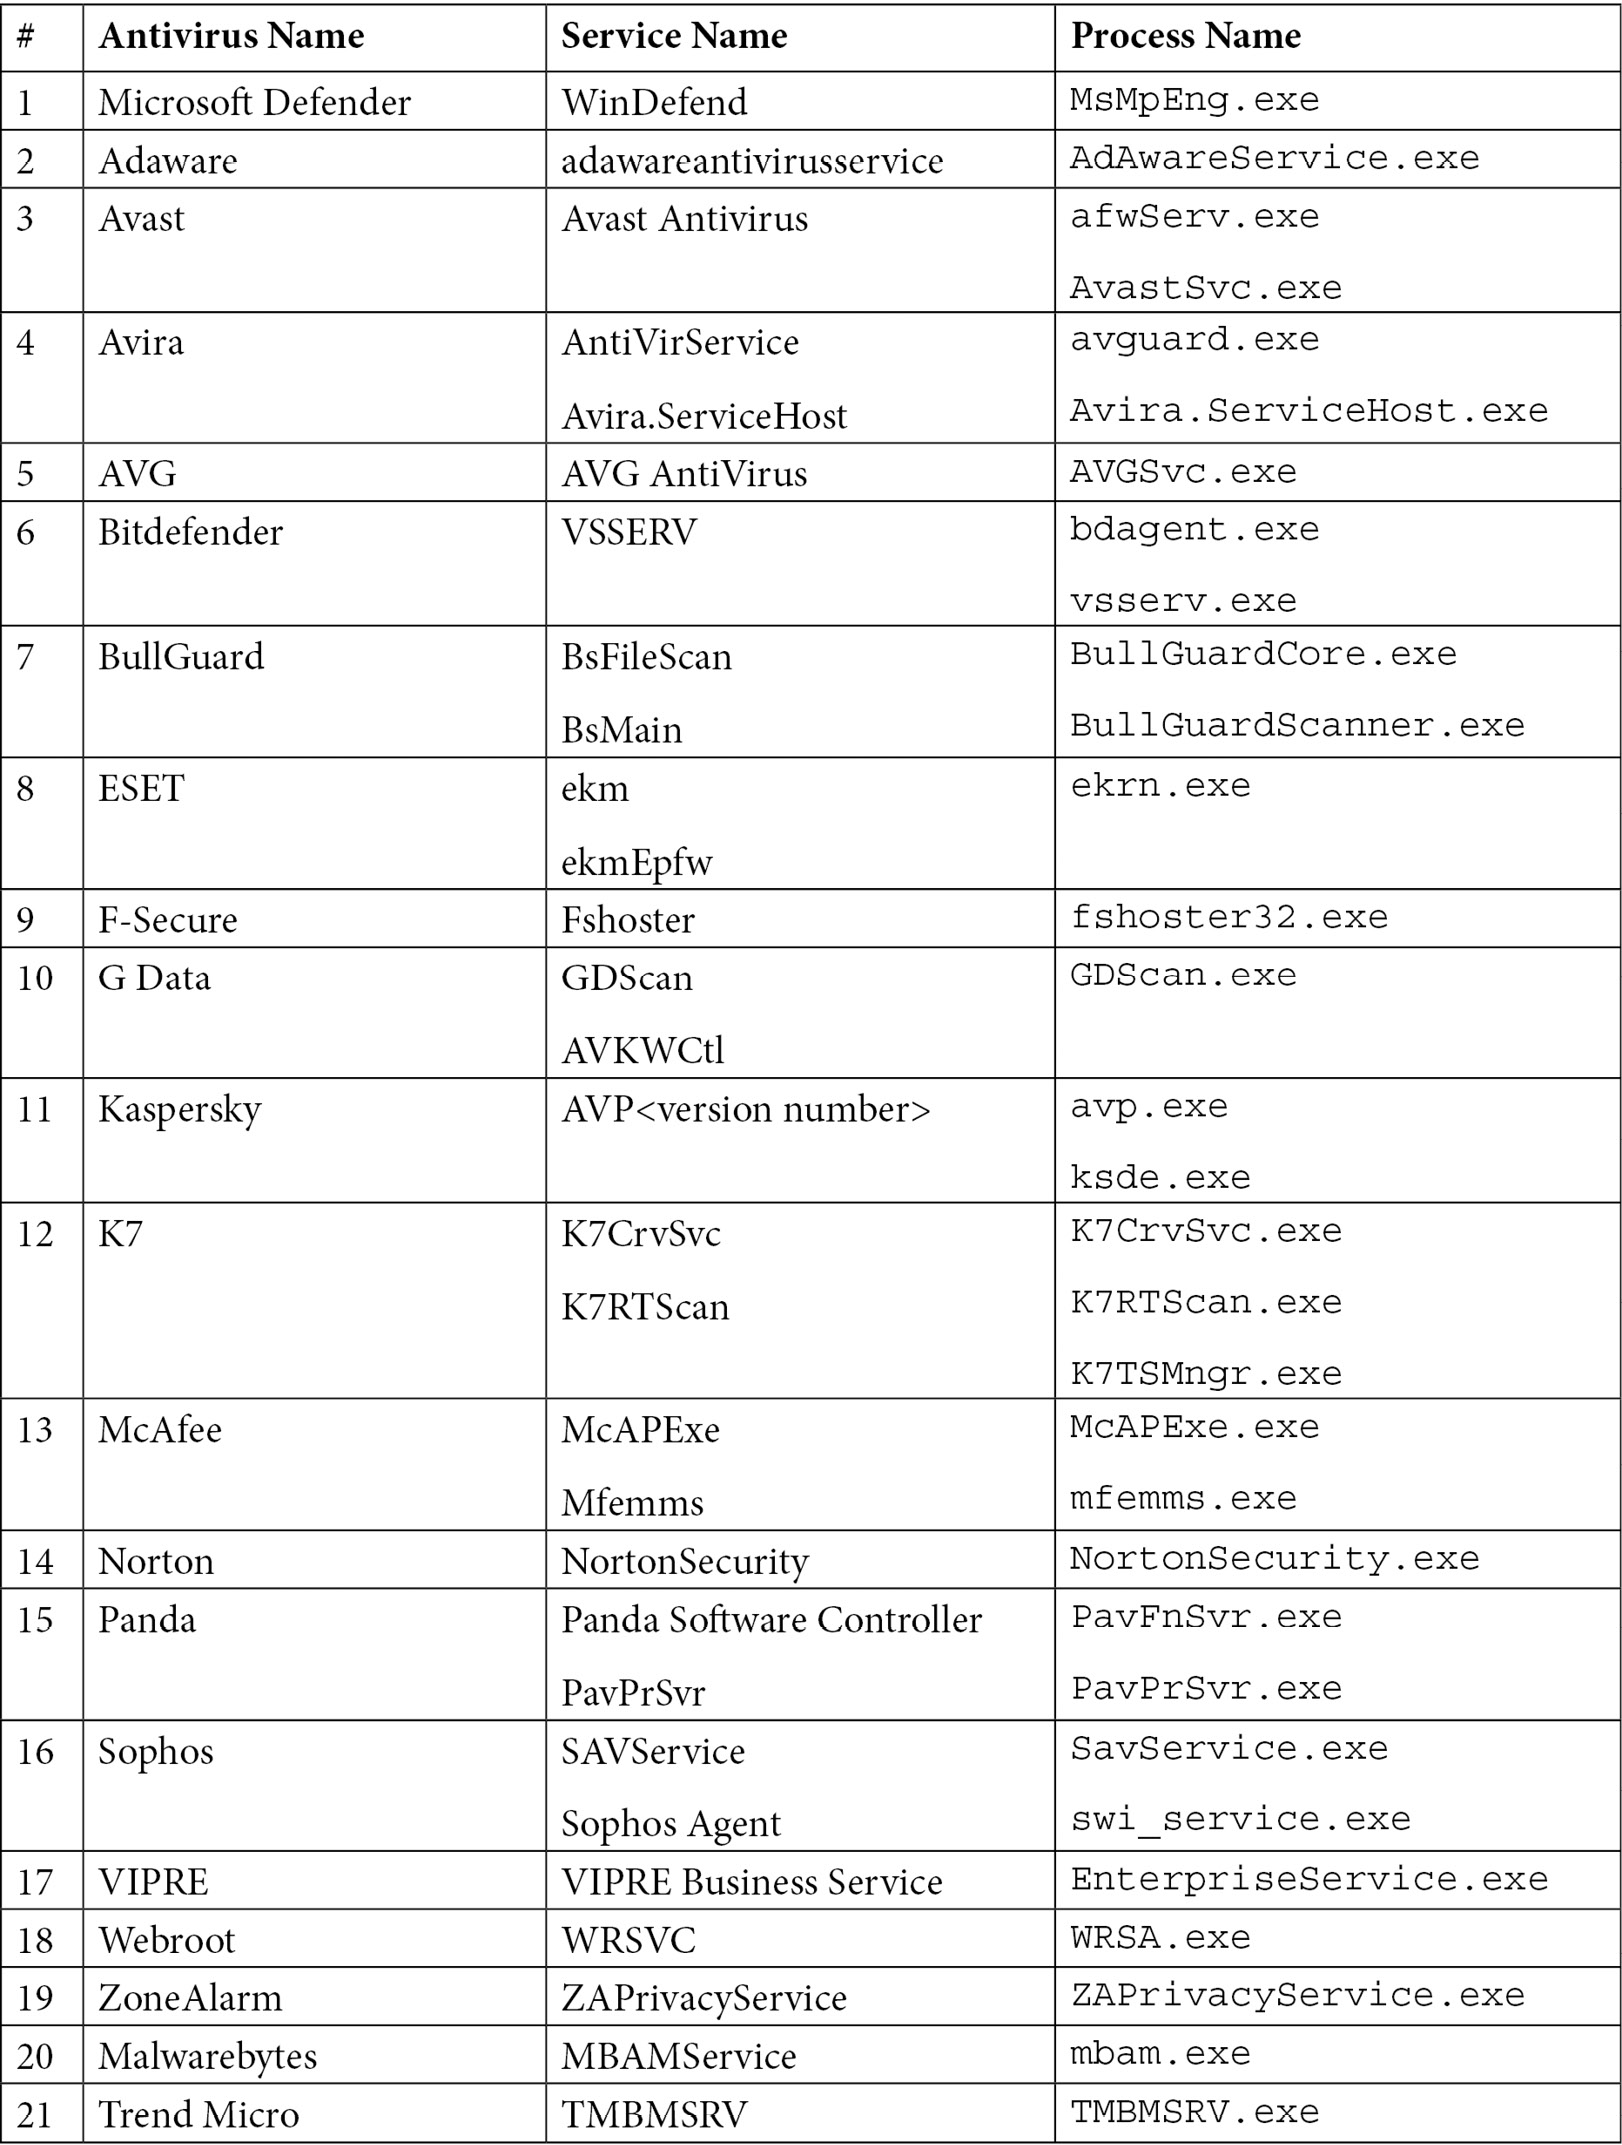 # Antivirus Name Service Name Process Name
1 Microsoft Defender WinDefend MsMpEng.exe
2 Adaware adawareantivirusservice AdAwareService.exe
3 Avast Avast Antivirus afwServ.exe
AvastSvc.exe
4 Avira AntiVirService avguard.exe
Avira.ServiceHost Avira.ServiceHost.exe
5 AVG AVG AntiVirus AVGSvc.exe
6 Bitdefender VSSERV bdagent.exe
vsserv.exe
7 BullGuard BsFileScan BullGuardCore.exe
BsMain BullGuardScanner.exe
8 ESET ekm ekrn.exe
ekmEpfw
9 F-Secure Fshoster fshoster32.exe
10 G Data GDScan GDScan.exe
AVKWCtl
11 Kaspersky AVP<version number> avp.exe
ksde.exe
12 K7 K7CrvSvc K7CrvSvc.exe
K7RTScan K7RTScan.exe
K7TSMngr.exe
13 McAfee McAPExe McAPExe.exe
Mfemms mfemms.exe
14 Norton NortonSecurity NortonSecurity.exe
15 Panda Panda Software Controller PavFnSvr.exe
PavPrSvr PavPrSvr.exe
16 Sophos SAVService SavService.exe
Sophos Agent swi_service.exe
17 VIPRE VIPRE Business Service EnterpriseService.exe
18 Webroot WRSVC WRSA.exe
19 ZoneAlarm ZAPrivacyService ZAPrivacyService.exe
20 Malwarebytes MBAMService mbam.exe
21 Trend Micro TMBMSRV TMBMSRV.exe